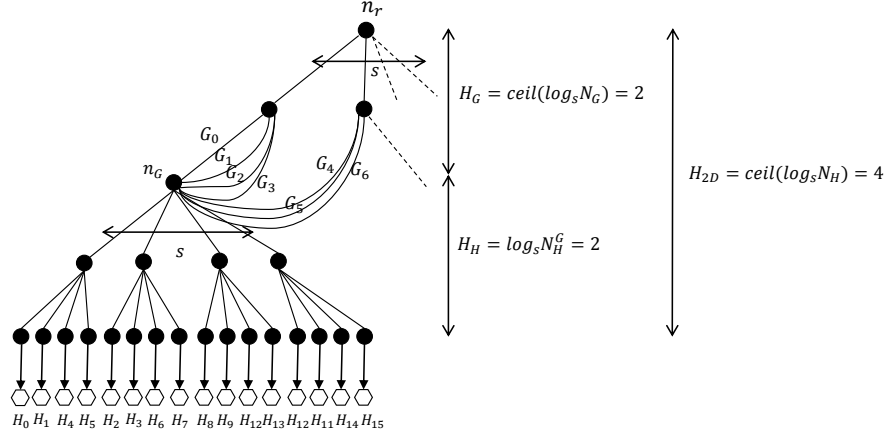 n_r
s
H_G = ceil(log_s N_G) = 2
G_0
G_1
G_2
G_3
G_4
G_6
G_5
n_G
H_2D = ceil(log_s N_H) = 4
s
H_H = log_s N_H^G = 2
H_0 H_1 H_4 H_5 H_2 H_3 H_6 H_7 H_8 H_9 H_12 H_13 H_12 H_11 H_14 H_15